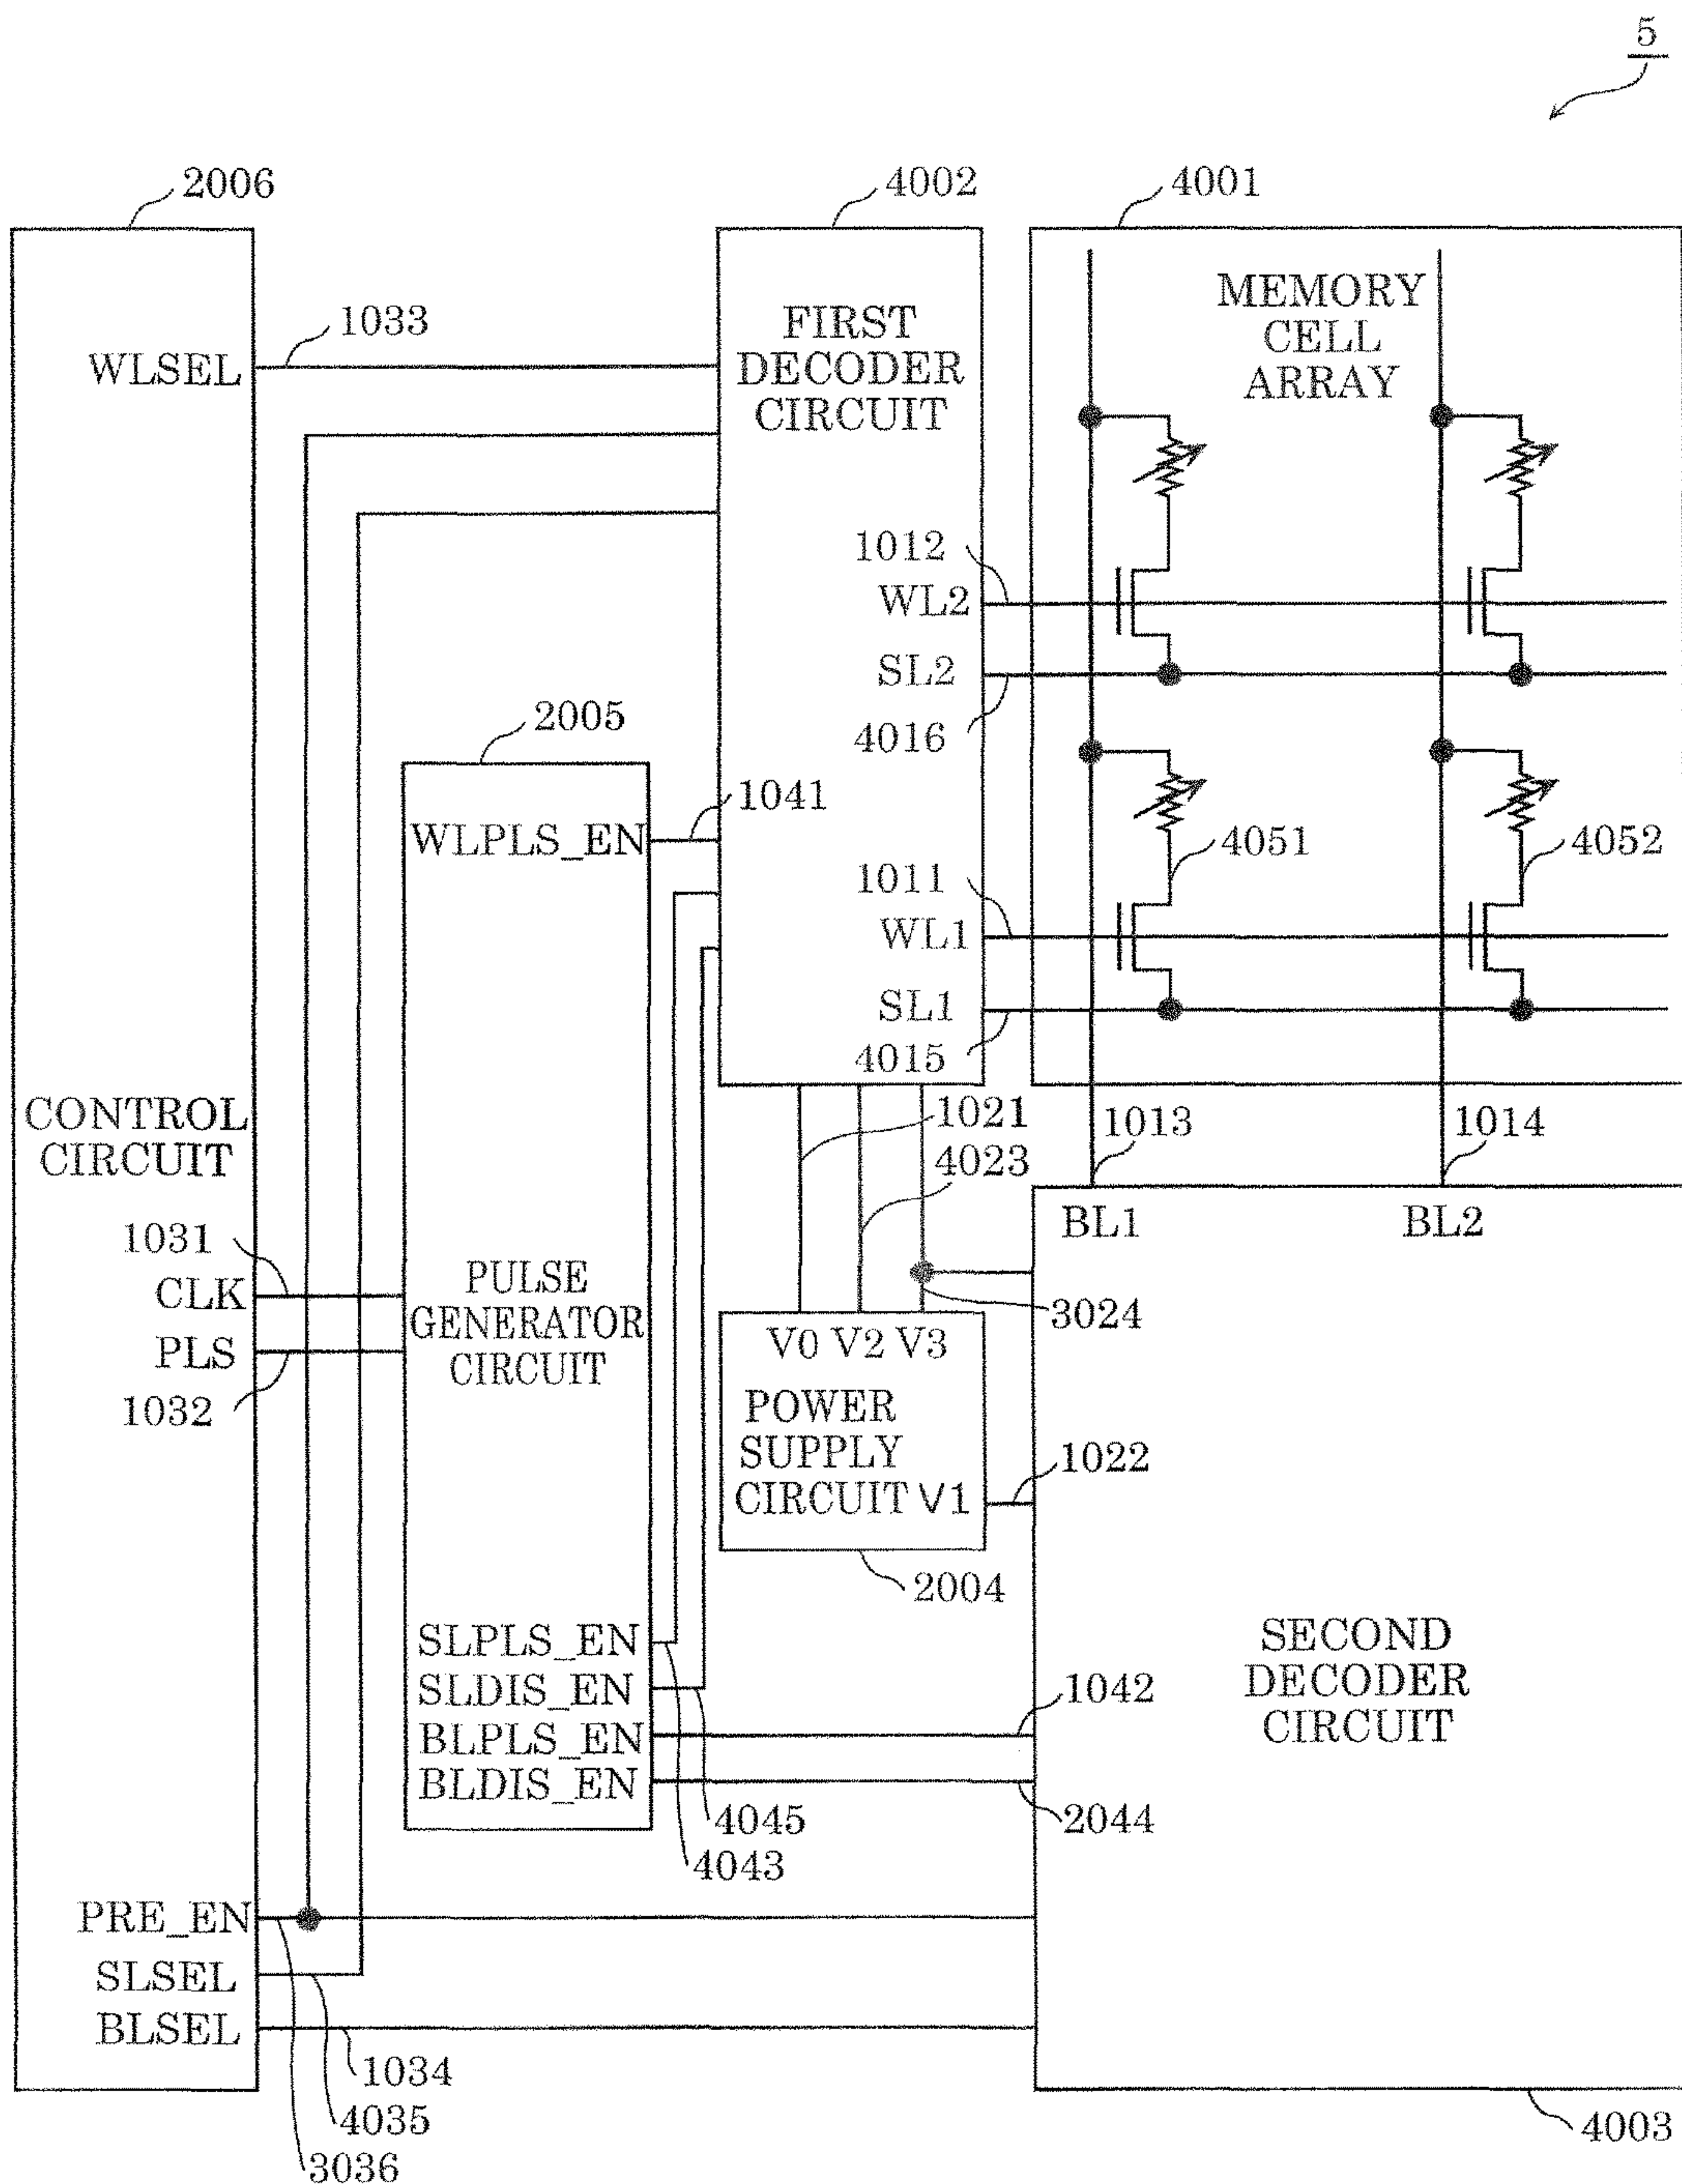 5
2006
4002
4001
1033
WLSEL
FIRST
DECODER
CIRCUIT
MEMORY
CELL
ARRAY
1012
WL2
SL2
4016
2005
1041
WLPLS_EN
4051
4052
1011
WL1
SL1
4015
CONTROL
CIRCUIT
1021
4023
1013
1014
BL1
BL2
1031
CLK
PLS
1032
PULSE
GENERATOR
CIRCUIT
3024
V0 V2 V3
POWER
SUPPLY
CIRCUIT V1
1022
2004
SECOND
DECODER
CIRCUIT
SLPLS_EN
SLDIS_EN
BLPLS_EN
BLDIS_EN
1042
2044
4045
4043
PRE_EN
SLSEL
BLSEL
1034
4035
3036
4003